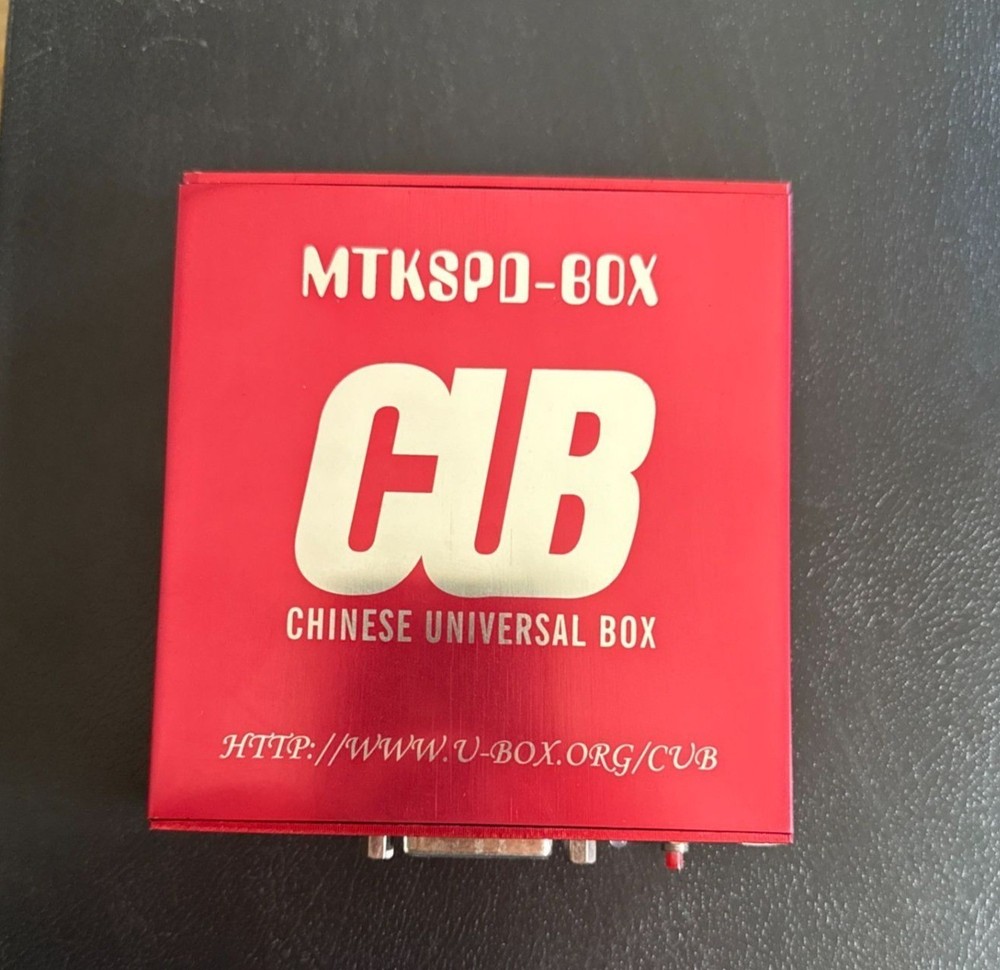 MTKSPD-BOX
CUB
CHINESE UNIVERSAL BOX
HTTP://WWW.U-BOX.ORG/CUB